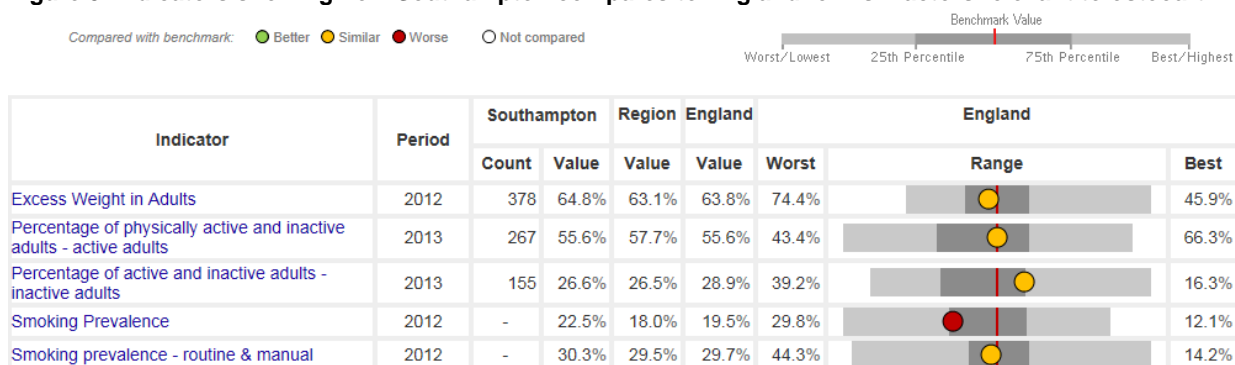 Compared with benchmark: Better Similar Worse Not compared
Benchmark Value
Worst/Lowest 25th Percentile 75th Percentile Best/Highest
Indicator Period Southampton Region England England
Count Value Value Value Worst Range Best
Excess Weight in Adults 2012 378 64.8% 63.1% 63.8% 74.4% 45.9%
Percentage of physically active and inactive
adults - active adults 2013 267 55.6% 57.7% 55.6% 43.4% 66.3%
Percentage of active and inactive adults -
inactive adults 2013 155 26.6% 26.5% 28.9% 39.2% 16.3%
Smoking Prevalence 2012 - 22.5% 18.0% 19.5% 29.8% 12.1%
Smoking prevalence - routine & manual 2012 - 30.3% 29.5% 29.7% 44.3% 14.2%